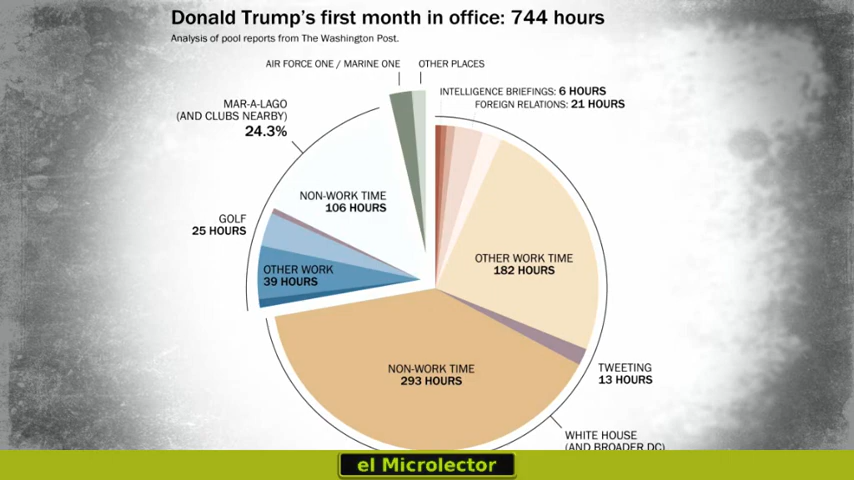 Donald Trump's first month in office: 744 hours
Analysis of pool reports from The Washington Post.
AIR FORCE ONE / MARINE ONE
OTHER PLACES
INTELLIGENCE BRIEFINGS: 6 HOURS
FOREIGN RELATIONS: 21 HOURS
MAR-A-LAGO
(AND CLUBS NEARBY)
24.3%
NON-WORK TIME
106 HOURS
GOLF
25 HOURS
OTHER WORK
39 HOURS
OTHER WORK TIME
182 HOURS
NON-WORK TIME
293 HOURS
TWEETING
13 HOURS
WHITE HOUSE
(AND BROADER DC)
el Microlector